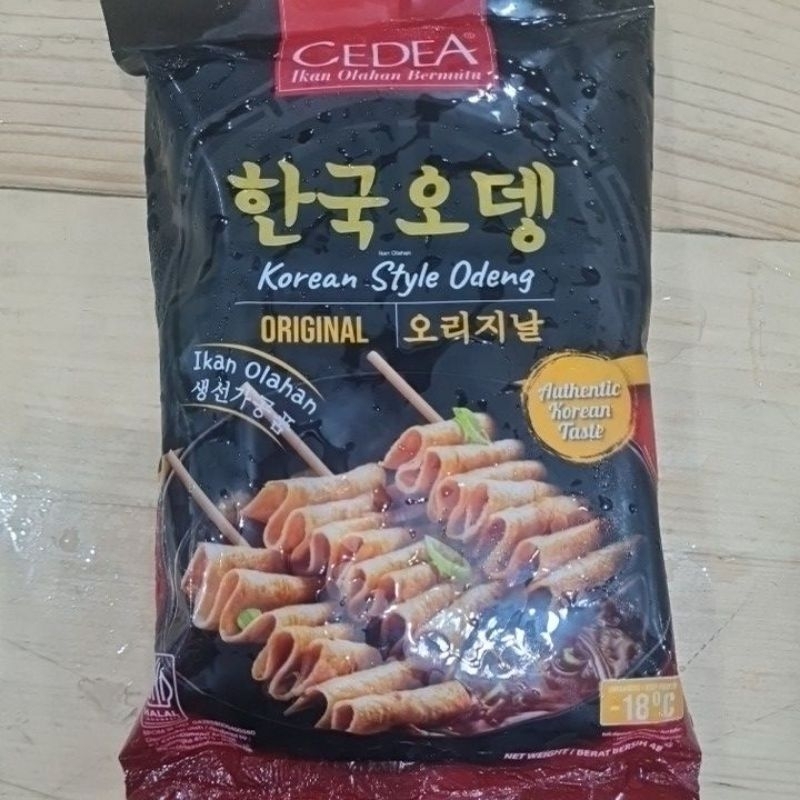 CEDEA®
Ikan Olahan Bermutu
한국오뎅
Ikan Olahan
Korean Style Odeng
ORIGINAL
오리지날
Ikan Olahan
생선가공품
Authentic
Korean
Taste
HALAL
-18°C
NET WEIGHT / BERAT BERSIH